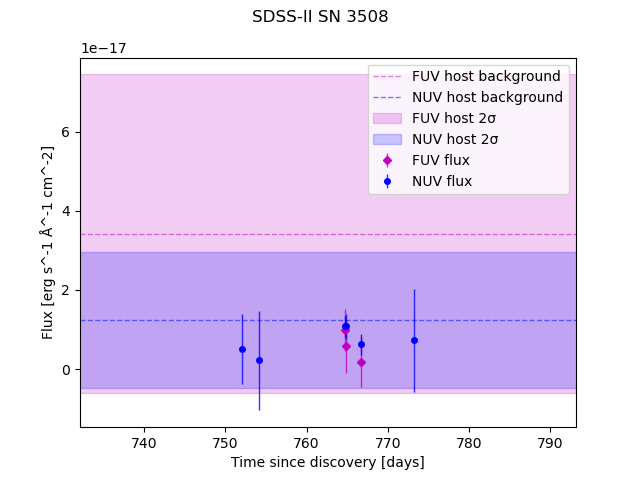 SDSS-II SN 3508
1e−17
FUV host background
NUV host background
FUV host 2σ
NUV host 2σ
FUV flux
NUV flux
Flux [erg s^-1 Å^-1 cm^-2]
6
4
2
0
740 750 760 770 780 790
Time since discovery [days]